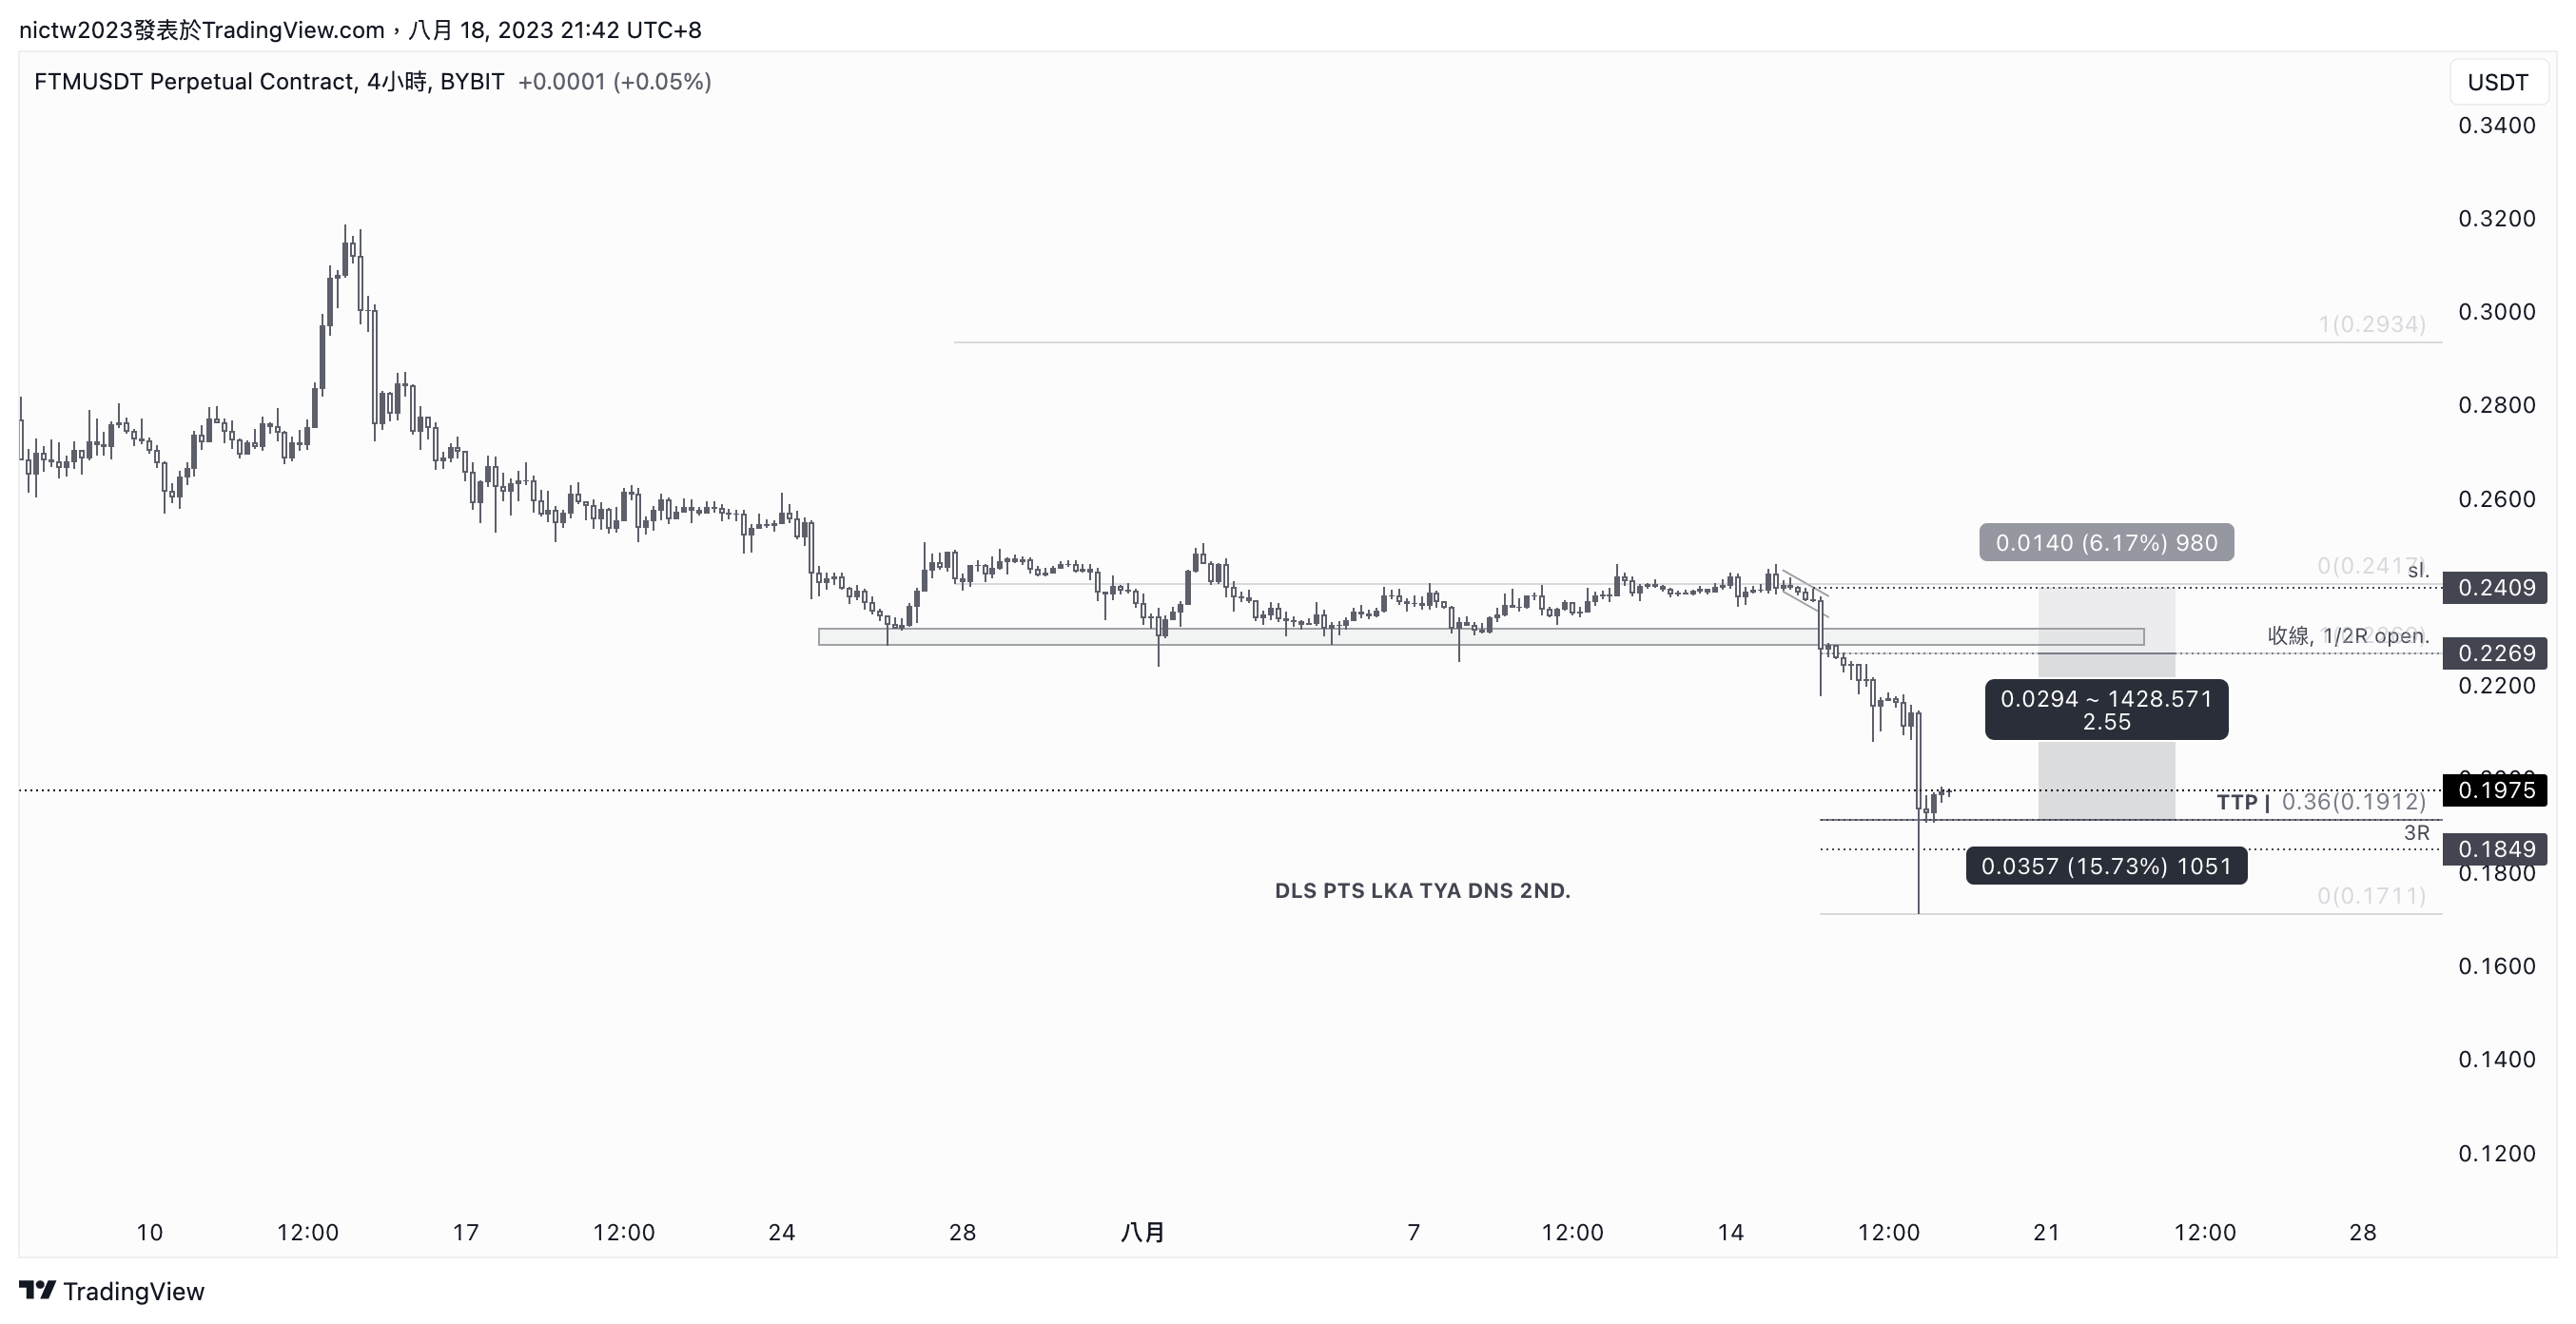 nictw2023發表於TradingView.com，八月 18, 2023 21:42 UTC+8
FTMUSDT Perpetual Contract, 4小時, BYBIT +0.0001 (+0.05%)
USDT
0.3400
0.3200
0.3000
1(0.2934)
0.2800
0.2600
0.0140 (6.17%) 980
0(0.2417)
sl.
0.2409
收線, 1/2R open.
0.2269
0.2200
0.0294 ~ 1428.571
2.55
0.1975
TTP | 0.36(0.1912)
3R
0.1849
0.0357 (15.73%) 1051
0.1800
DLS PTS LKA TYA DNS 2ND.
0(0.1711)
0.1600
0.1400
0.1200
10 12:00 17 12:00 24 28 八月 7 12:00 14 12:00 21 12:00 28
TradingView